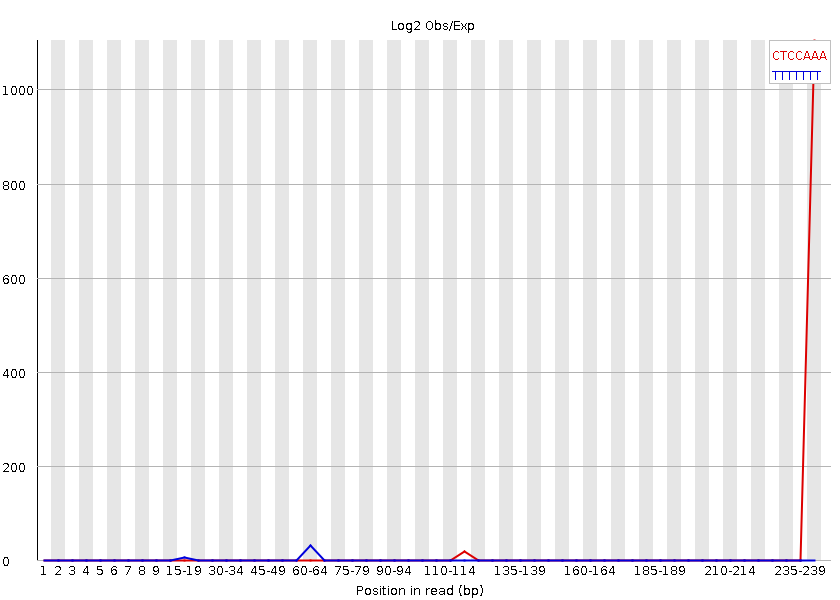 Log2 Obs/Exp
CTCCAAA
TTTTTTT
1000
800
600
400
200
0
1 2 3 4 5 6 7 8 9 15-19 30-34 45-49 60-64 75-79 90-94 110-114 135-139 160-164 185-189 210-214 235-239
Position in read (bp)